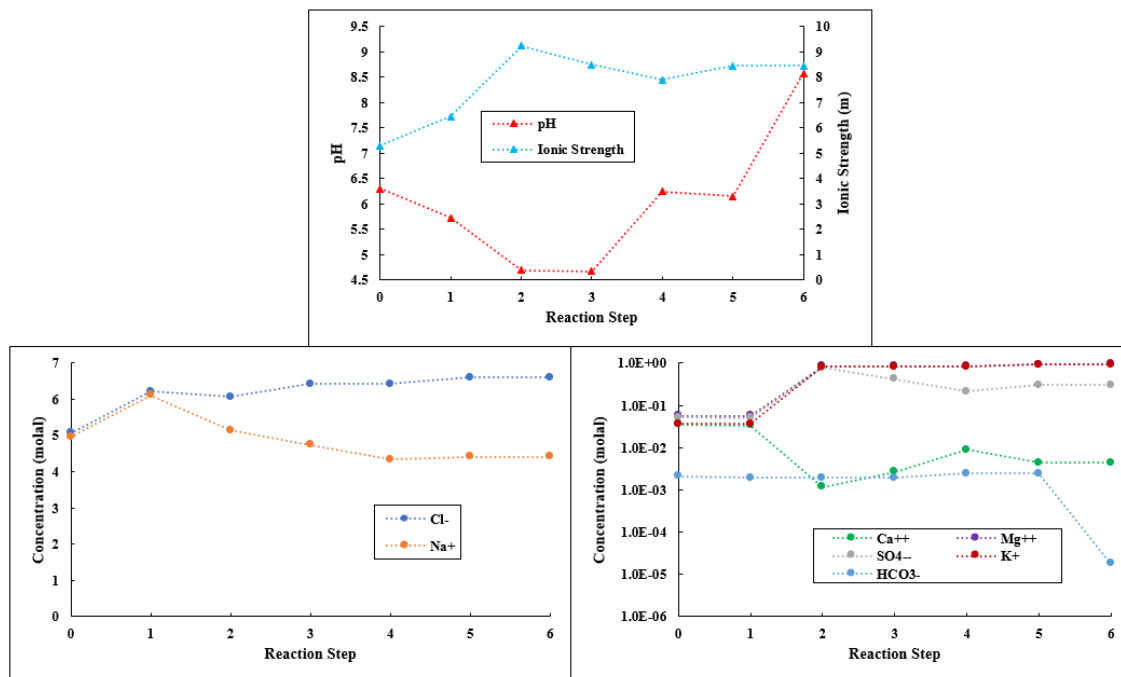 9.5
9
8.5
8
7.5
7
6.5
6
5.5
5
4.5
pH
10
9
8
7
6
5
4
3
2
1
0
Ionic Strength (m)
pH
Ionic Strength
0 1 2 3 4 5 6
Reaction Step
7
6
5
4
3
2
1
0
Concentration (molal)
Cl-
Na+
0 1 2 3 4 5 6
Reaction Step
1.0E+00
1.0E-01
1.0E-02
1.0E-03
1.0E-04
1.0E-05
1.0E-06
Concentration (molal)
Ca++ Mg++
SO4-- K+
HCO3-
0 1 2 3 4 5 6
Reaction Step